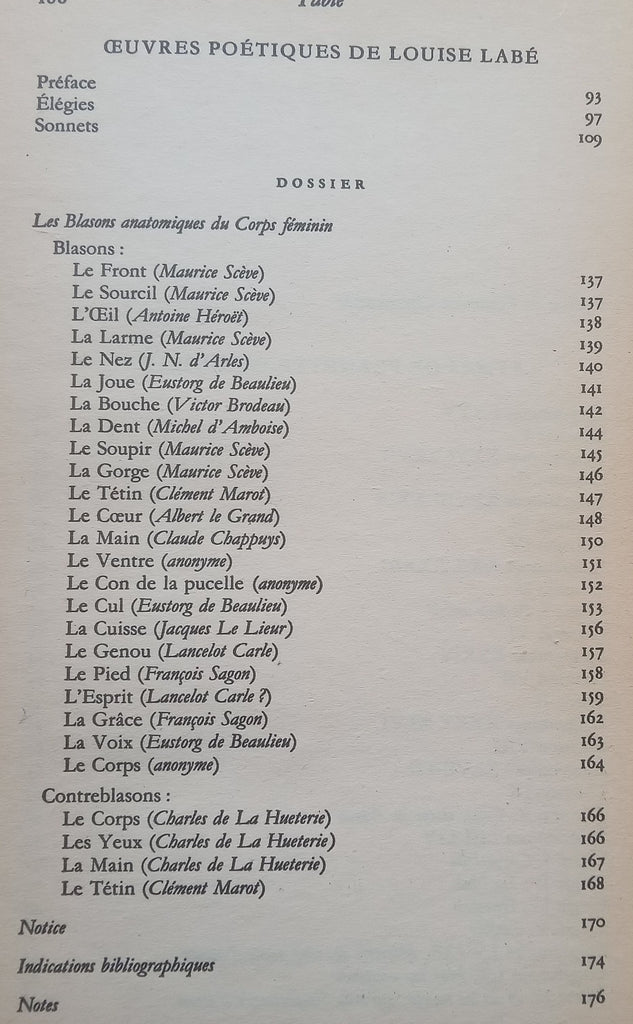 Table
ŒUVRES POÉTIQUES DE LOUISE LABÉ
Préface 93
Élégies 97
Sonnets 109
DOSSIER
Les Blasons anatomiques du Corps féminin
Blasons :
Le Front (Maurice Scève) 137
Le Sourcil (Maurice Scève) 137
L'Œil (Antoine Héroët) 138
La Larme (Maurice Scève) 139
Le Nez (J. N. d'Arles) 140
La Joue (Eustorg de Beaulieu) 141
La Bouche (Victor Brodeau) 142
La Dent (Michel d'Amboise) 144
Le Soupir (Maurice Scève) 145
La Gorge (Maurice Scève) 146
Le Tétin (Clément Marot) 147
Le Cœur (Albert le Grand) 148
La Main (Claude Chappuys) 150
Le Ventre (anonyme) 151
Le Con de la pucelle (anonyme) 152
Le Cul (Eustorg de Beaulieu) 153
La Cuisse (Jacques Le Lieur) 156
Le Genou (Lancelot Carle) 157
Le Pied (François Sagon) 158
L'Esprit (Lancelot Carle ?) 159
La Grâce (François Sagon) 162
La Voix (Eustorg de Beaulieu) 163
Le Corps (anonyme) 164
Contreblasons :
Le Corps (Charles de La Hueterie) 166
Les Yeux (Charles de La Hueterie) 166
La Main (Charles de La Hueterie) 167
Le Tétin (Clément Marot) 168
Notice 170
Indications bibliographiques 174
Notes 176